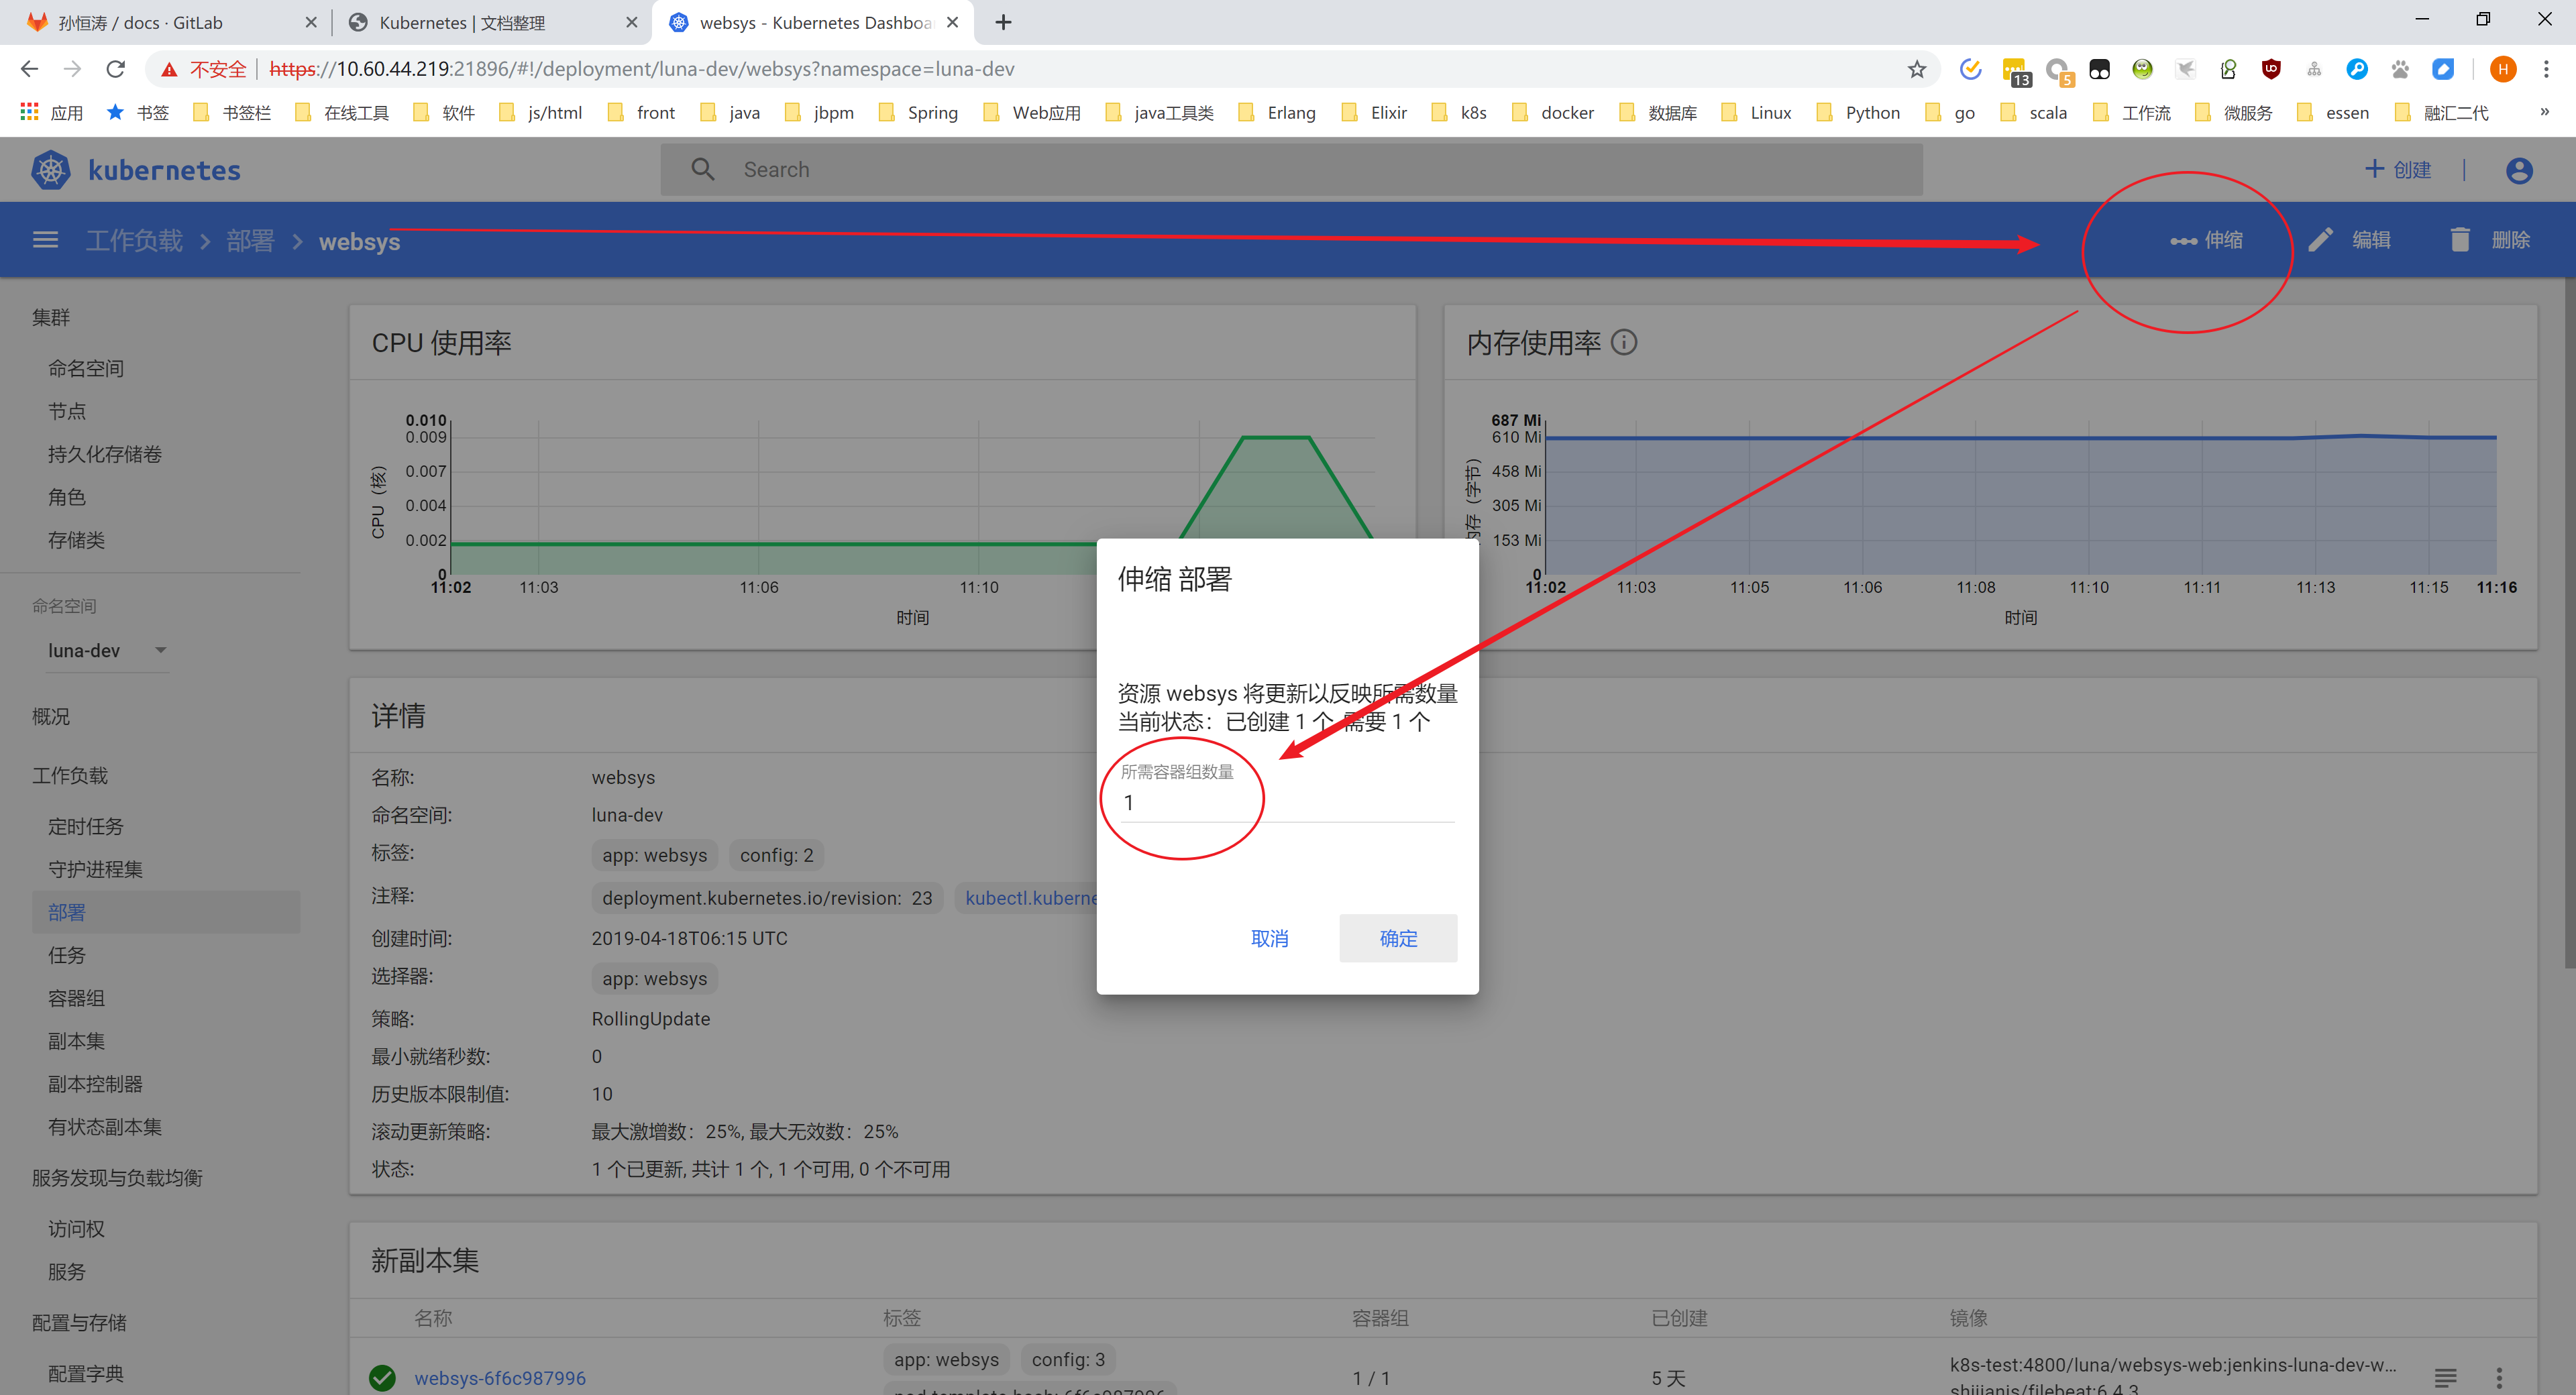 孙恒涛 / docs · GitLab
Kubernetes | 文档整理
websys - Kubernetes Dashboa
不安全 | https://10.60.44.219:21896/#!/deployment/luna-dev/websys?namespace=luna-dev
13
5
H
应用 书签 书签栏 在线工具 软件 js/html front java jbpm Spring Web应用 java工具类 Erlang Elixir k8s docker 数据库 Linux Python go scala 工作流 微服务 essen 融汇二代 »
kubernetes
Search
创建
工作负载 > 部署 > websys
伸缩 编辑 删除
集群
命名空间
节点
持久化存储卷
角色
存储类
命名空间
luna-dev
概况
工作负载
定时任务
守护进程集
部署
任务
容器组
副本集
副本控制器
有状态副本集
服务发现与负载均衡
访问权
服务
配置与存储
配置字典
CPU 使用率
CPU（核）
0.010
0.009
0.007
0.004
0.002
0
11:02 11:03 11:06 11:10
时间
内存使用率
内存（字节）
687 Mi
610 Mi
458 Mi
305 Mi
153 Mi
0
11:02 11:03 11:05 11:06 11:08 11:10 11:11 11:13 11:15 11:16
时间
伸缩 部署
资源 websys 将更新以反映所需数量
当前状态：已创建 1 个, 需要 1 个
所需容器组数量
1
取消 确定
详情
名称: websys
命名空间: luna-dev
标签: app: websys config: 2
注释: deployment.kubernetes.io/revision: 23 kubectl.kuberne
创建时间: 2019-04-18T06:15 UTC
选择器: app: websys
策略: RollingUpdate
最小就绪秒数: 0
历史版本限制值: 10
滚动更新策略: 最大激增数：25%, 最大无效数：25%
状态: 1 个已更新, 共计 1 个, 1 个可用, 0 个不可用
新副本集
名称 标签 容器组 已创建 镜像
websys-6f6c987996 app: websys config: 3 1 / 1 5 天 k8s-test:4800/luna/websys-web:jenkins-luna-dev-w...
pod-template-hash: 6f6c987996
shijianjs/filebeat:6.4.3